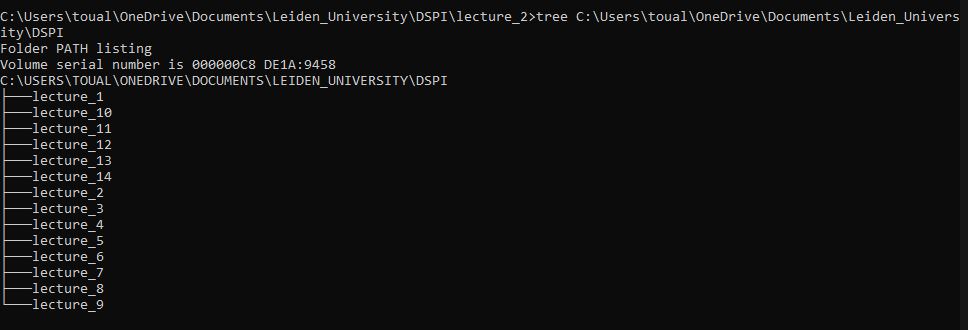 C:\Users\toual\OneDrive\Documents\Leiden_University\DSPI\lecture_2>tree C:\Users\toual\OneDrive\Documents\Leiden_Univers
ity\DSPI
Folder PATH listing
Volume serial number is 000000C8 DE1A:9458
C:\USERS\TOUAL\ONEDRIVE\DOCUMENTS\LEIDEN_UNIVERSITY\DSPI
├───lecture_1
├───lecture_10
├───lecture_11
├───lecture_12
├───lecture_13
├───lecture_14
├───lecture_2
├───lecture_3
├───lecture_4
├───lecture_5
├───lecture_6
├───lecture_7
├───lecture_8
└───lecture_9